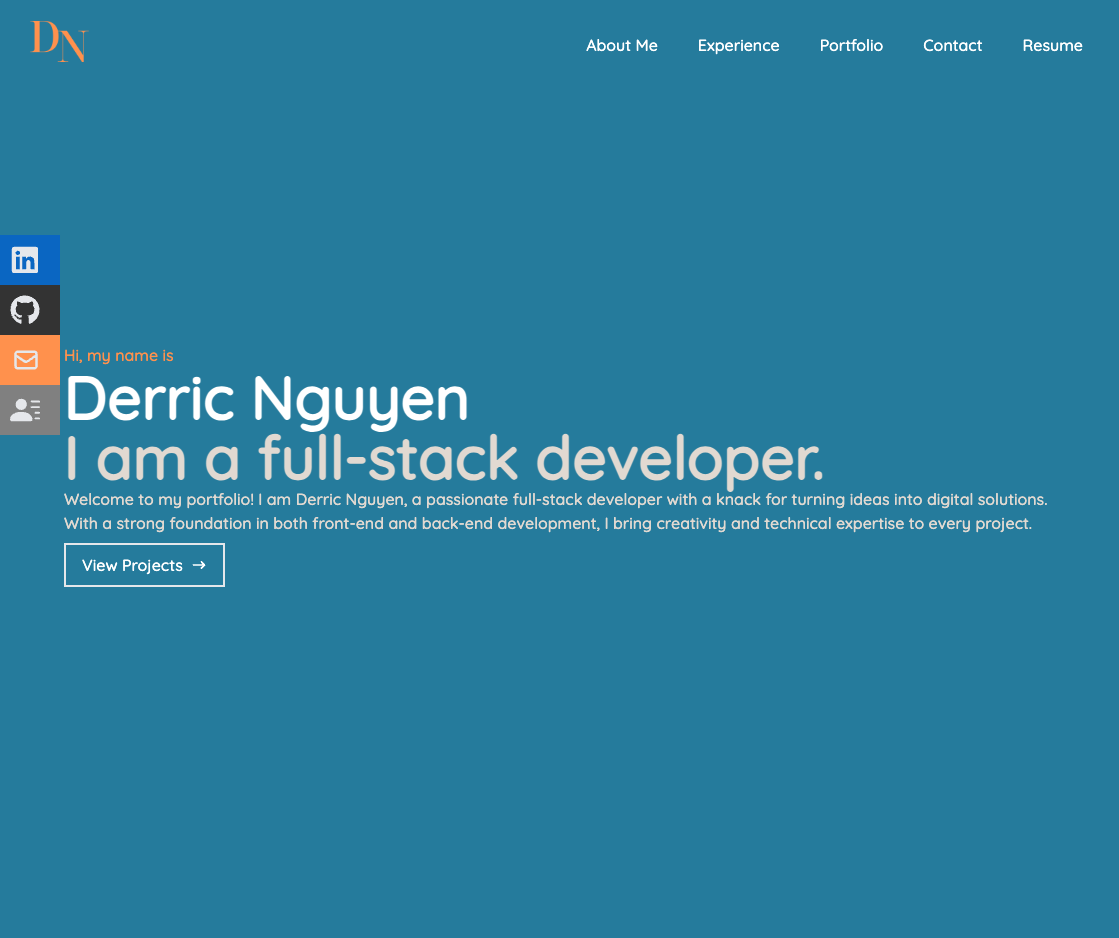 DN
About Me Experience Portfolio Contact Resume
in
Hi, my name is
Derric Nguyen
I am a full-stack developer.
Welcome to my portfolio! I am Derric Nguyen, a passionate full-stack developer with a knack for turning ideas into digital solutions.
With a strong foundation in both front-end and back-end development, I bring creativity and technical expertise to every project.
View Projects →